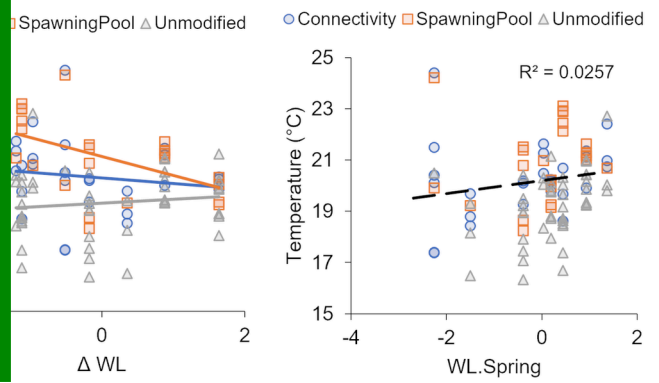 SpawningPool Unmodified
0
2
Δ WL
Connectivity SpawningPool Unmodified
R² = 0.0257
Temperature (°C)
25
23
21
19
17
15
-4
-2
0
2
WL.Spring